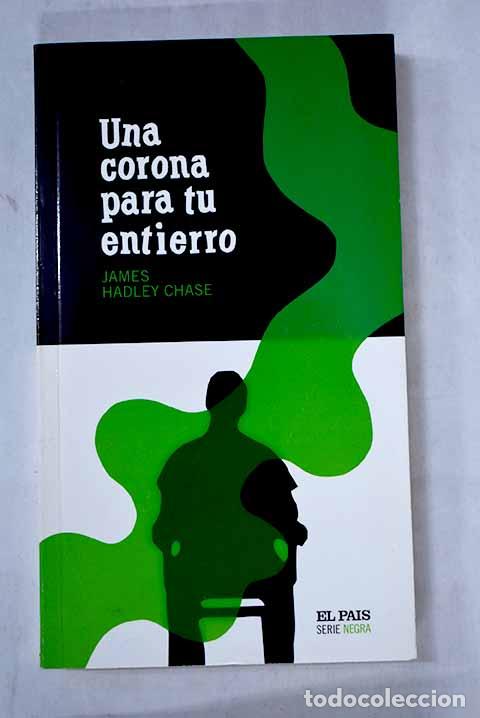 Una
corona
para tu
entierro
JAMES
HADLEY CHASE
EL PAIS
SERIE NEGRA
todocoleccion